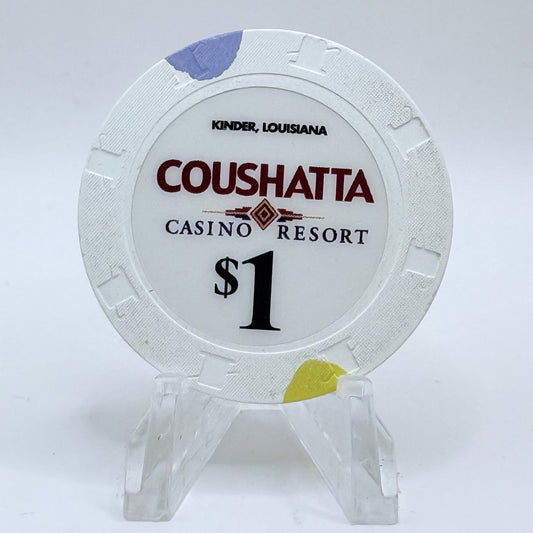 KINDER, LOUISIANA
COUSHATTA
CASINO RESORT
$1